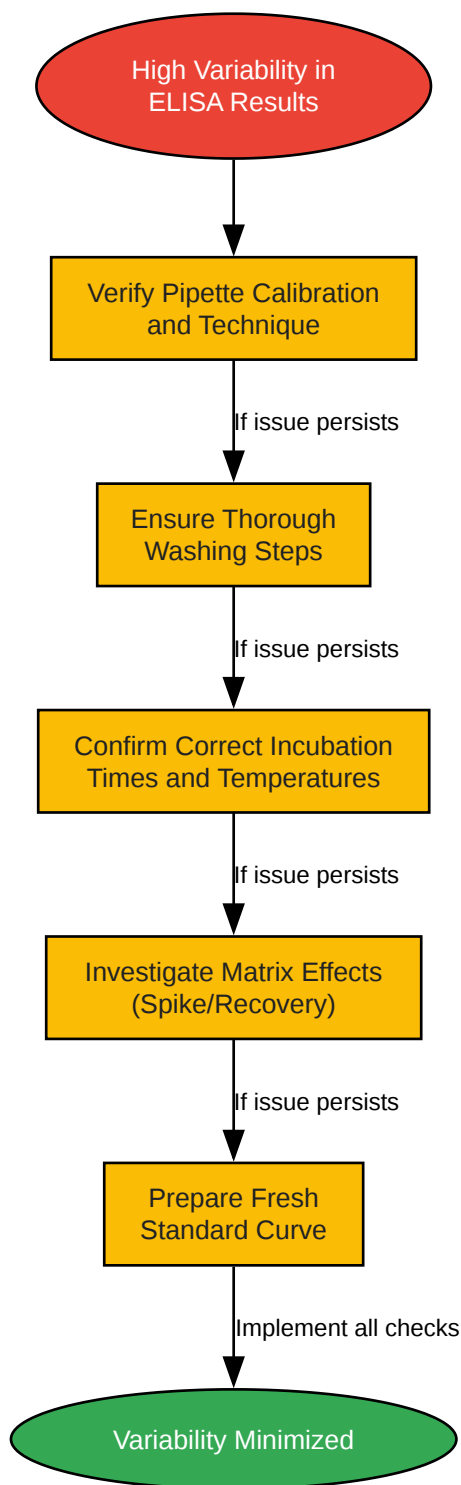 High Variability in
ELISA Results
Verify Pipette Calibration
and Technique
If issue persists
Ensure Thorough
Washing Steps
If issue persists
Confirm Correct Incubation
Times and Temperatures
If issue persists
Investigate Matrix Effects
(Spike/Recovery)
If issue persists
Prepare Fresh
Standard Curve
Implement all checks
Variability Minimized